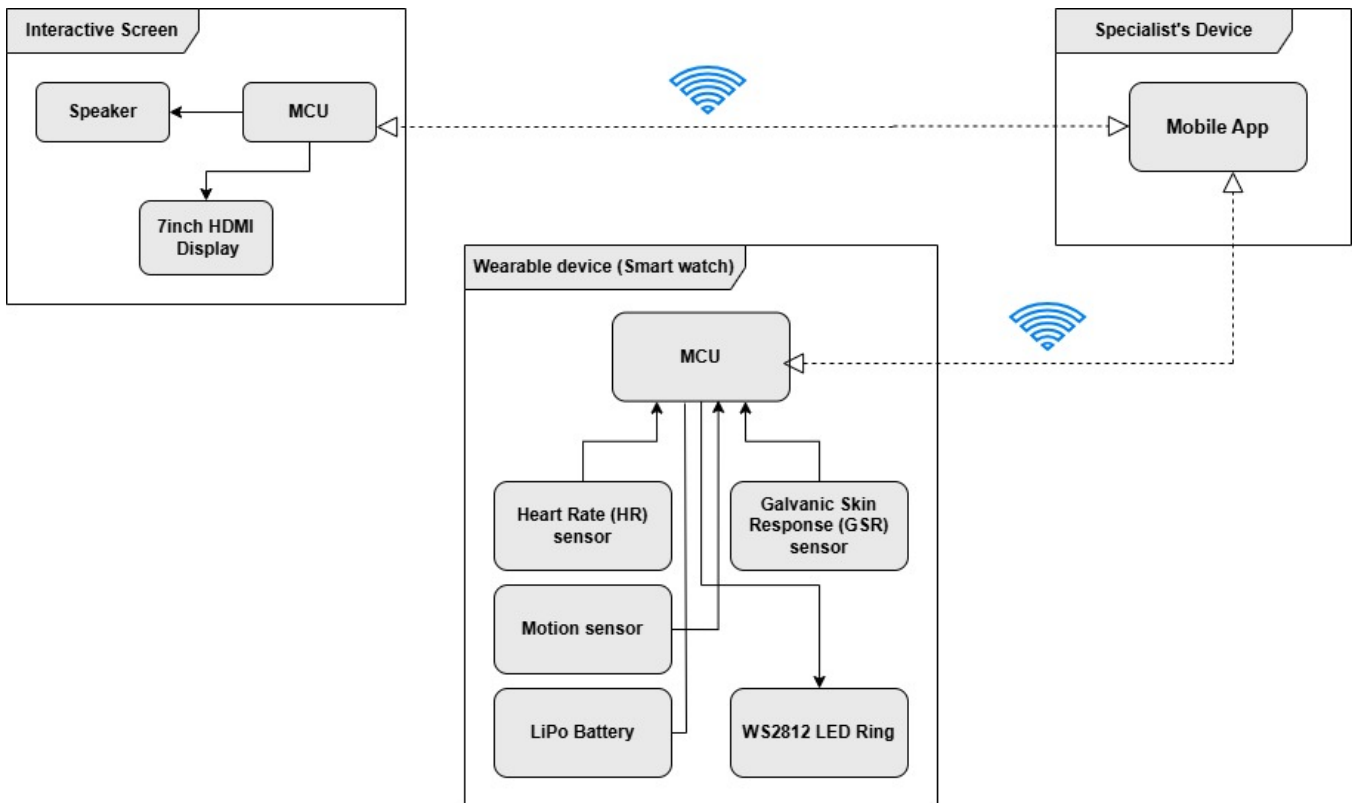 Interactive Screen
Speaker
MCU
7inch HDMI
Display
Specialist's Device
Mobile App
Wearable device (Smart watch)
MCU
Heart Rate (HR)
sensor
Galvanic Skin
Response (GSR)
sensor
Motion sensor
LiPo Battery
WS2812 LED Ring